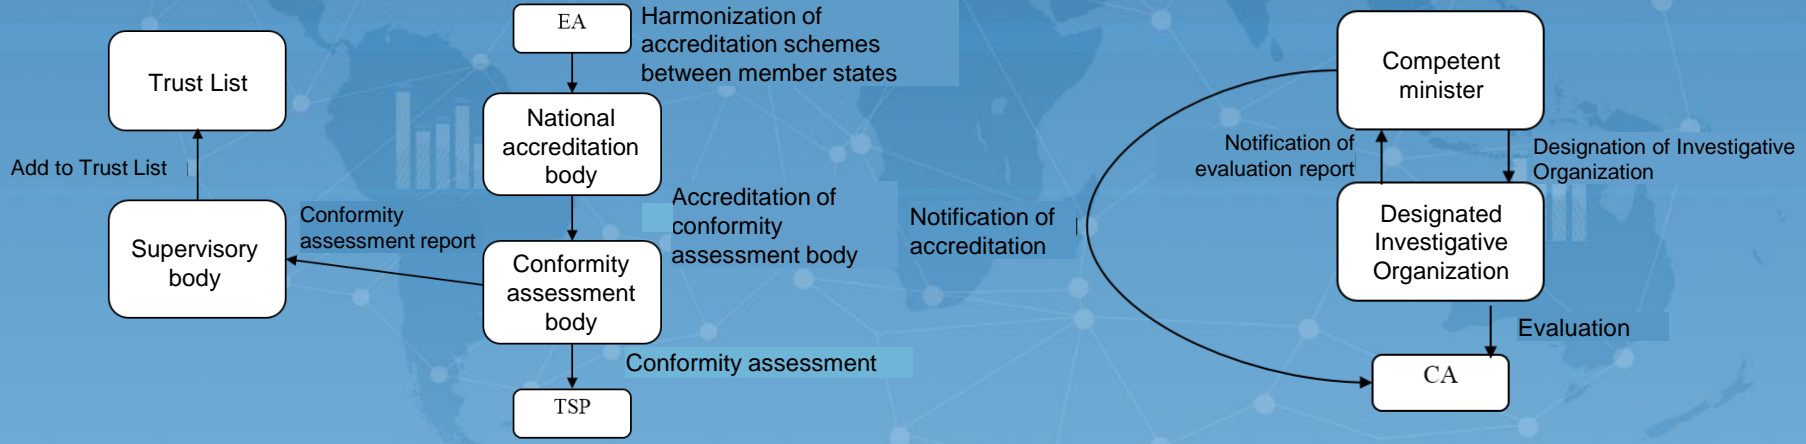 EA
Harmonization of
accreditation schemes
between member states
Trust List
National
accreditation
body
Add to Trust List
Accreditation of
conformity
assessment body
Conformity
assessment report
Supervisory
body
Conformity
assessment
body
Conformity assessment
TSP
Competent
minister
Notification of
evaluation report
Designation of Investigative
Organization
Notification of
accreditation
Designated
Investigative
Organization
Evaluation
CA